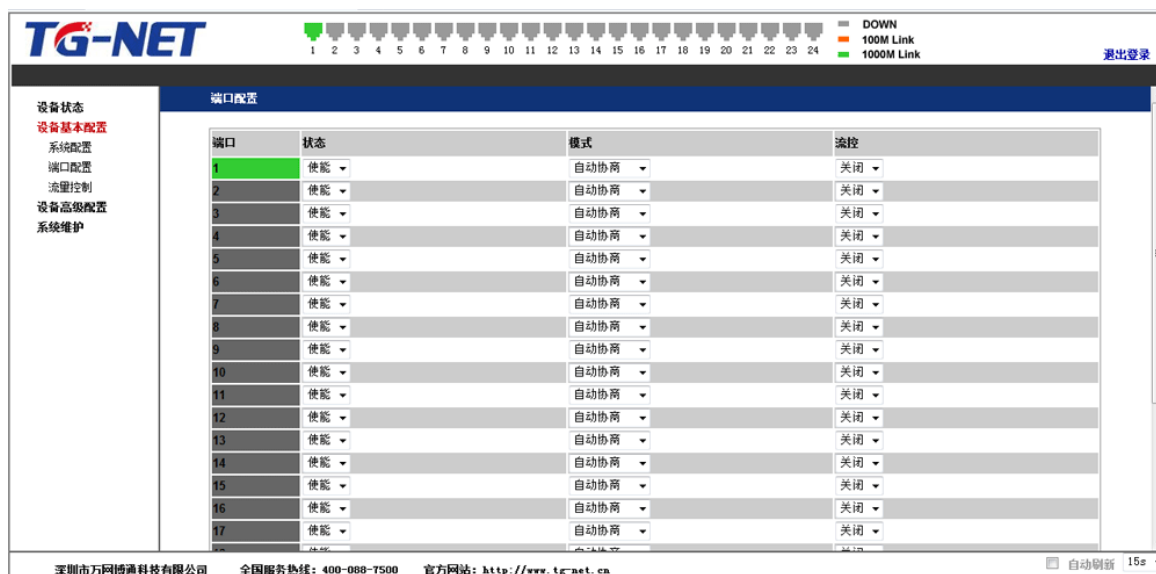 TG-NET
1 2 3 4 5 6 7 8 9 10 11 12 13 14 15 16 17 18 19 20 21 22 23 24
DOWN
100M Link
1000M Link
退出登录
设备状态
设备基本配置
系统配置
端口配置
流量控制
设备高级配置
系统维护
端口配置
端口 状态 模式 流控
1 使能 自动协商 关闭
2 使能 自动协商 关闭
3 使能 自动协商 关闭
4 使能 自动协商 关闭
5 使能 自动协商 关闭
6 使能 自动协商 关闭
7 使能 自动协商 关闭
8 使能 自动协商 关闭
9 使能 自动协商 关闭
10 使能 自动协商 关闭
11 使能 自动协商 关闭
12 使能 自动协商 关闭
13 使能 自动协商 关闭
14 使能 自动协商 关闭
15 使能 自动协商 关闭
16 使能 自动协商 关闭
17 使能 自动协商 关闭
深圳市万网博通科技有限公司 全国服务热线：400-088-7500 官方网站：http://www.tg-net.cn
自动刷新 15s